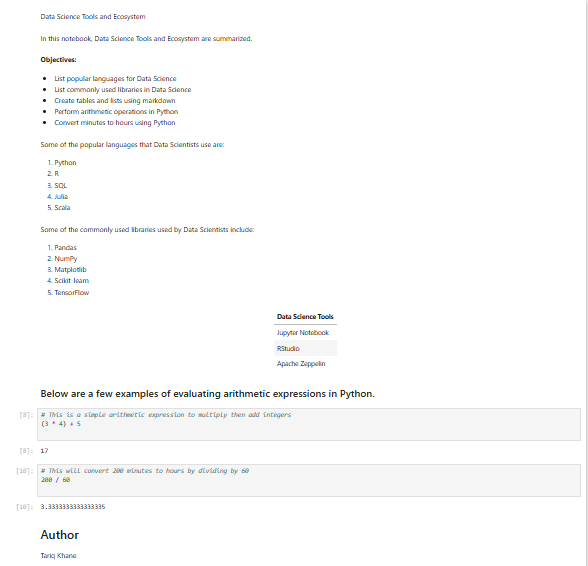 Data Science Tools and Ecosystem
In this notebook, Data Science Tools and Ecosystem are summarized.
Objectives:
• List popular languages for Data Science
• List commonly used libraries in Data Science
• Create tables and lists using markdown
• Perform arithmetic operations in Python
• Convert minutes to hours using Python
Some of the popular languages that Data Scientists use are:
1. Python
2. R
3. SQL
4. Julia
5. Scala
Some of the commonly used libraries used by Data Scientists include:
1. Pandas
2. NumPy
3. Matplotlib
4. Scikit-learn
5. TensorFlow
Data Science Tools
Jupyter Notebook
RStudio
Apache Zeppelin
Below are a few examples of evaluating arithmetic expressions in Python.
[8]: # This is a simple arithmetic expression to multiply then add integers
(3 * 4) + 5
[8]: 17
[10]: # This will convert 200 minutes to hours by dividing by 60
200 / 60
[10]: 3.3333333333333335
Author
Tariq Khane